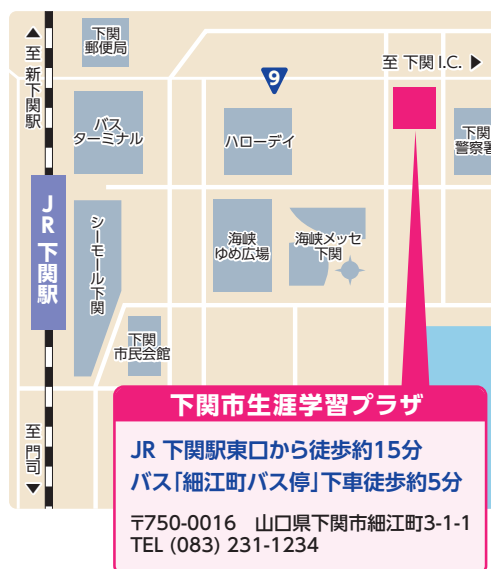 ▲
至 新下関駅
下関
郵便局
至 下関 I.C. ▶
9
バス
ターミナル
ハローデイ
下関
警察署
JR 下関駅
シーモール下関
海峡
ゆめ広場
海峡メッセ
下関
下関
市民会館
至 門司
▼
下関市生涯学習プラザ
JR 下関駅東口から徒歩約15分
バス「細江町バス停」下車徒歩約5分
〒750-0016 山口県下関市細江町3-1-1
TEL (083) 231-1234